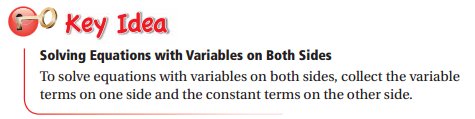 Key Idea
Solving Equations with Variables on Both Sides
To solve equations with variables on both sides, collect the variable
terms on one side and the constant terms on the other side.